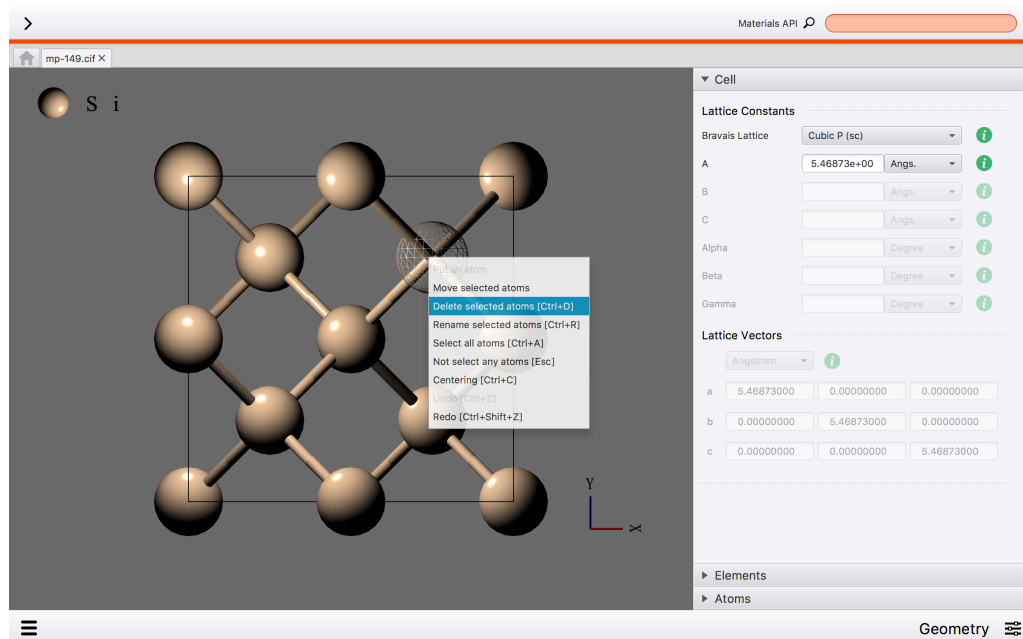 Materials API
mp-149.cif
S i
Cell
Lattice Constants
Bravais Lattice Cubic P (sc)
A 5.46873e+00 Angs.
B Angs.
C Angs.
Alpha Degree
Beta Degree
Gamma Degree
Lattice Vectors
Angstrom
a 5.46873000 0.00000000 0.00000000
b 0.00000000 5.46873000 0.00000000
c 0.00000000 0.00000000 5.46873000
Put an atom
Move selected atoms
Delete selected atoms [Ctrl+D]
Rename selected atoms [Ctrl+R]
Select all atoms [Ctrl+A]
Not select any atoms [Esc]
Centering [Ctrl+C]
Undo [Ctrl+Z]
Redo [Ctrl+Shift+Z]
Y
X
Elements
Atoms
Geometry